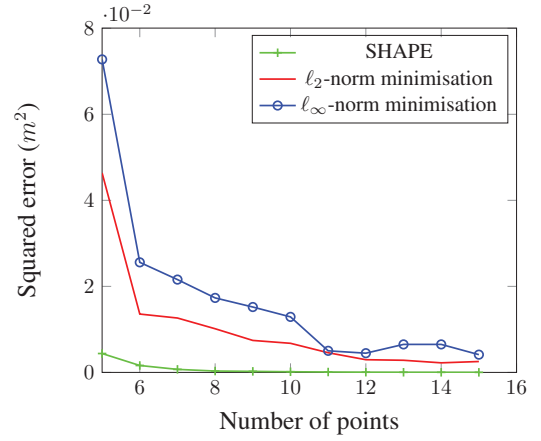 ·10⁻²
8
6
4
2
0
Squared error (m²)
SHAPE
ℓ₂-norm minimisation
ℓ∞-norm minimisation
6 8 10 12 14 16
Number of points